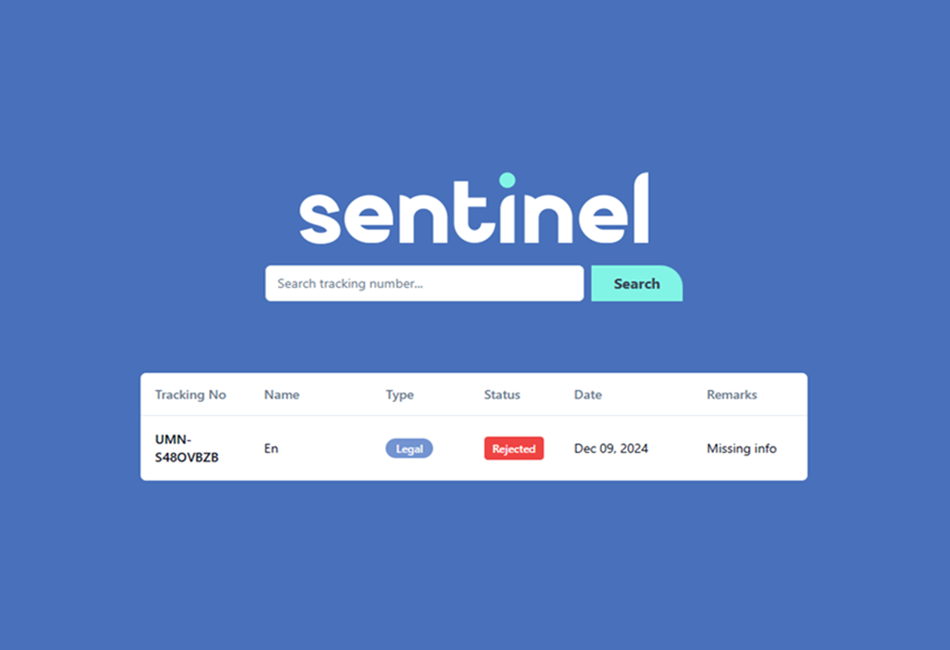 sentinel
Search tracking number... Search
Tracking No Name Type Status Date Remarks
UMN-
S48OVBZB En Legal Rejected Dec 09, 2024 Missing info